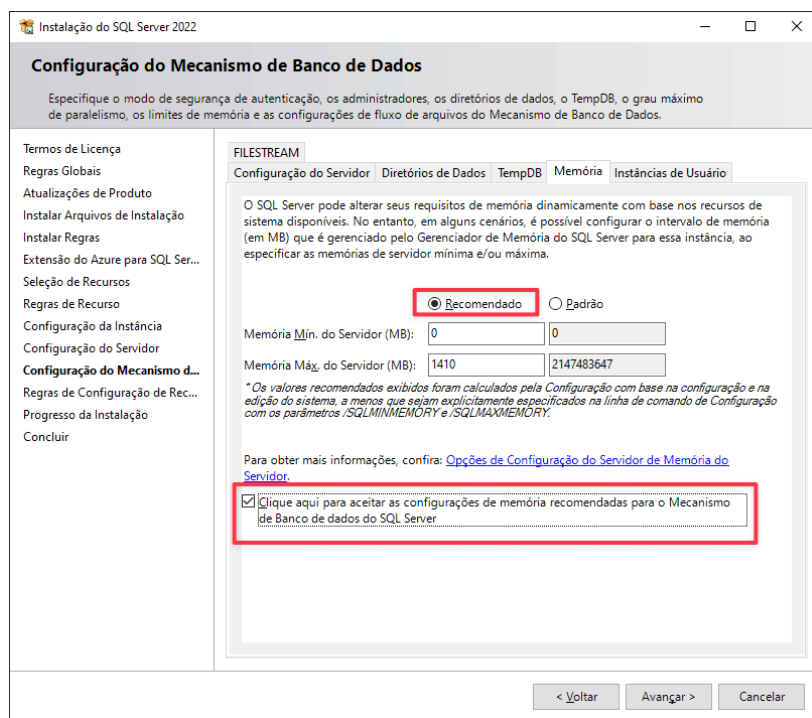 Instalação do SQL Server 2022
Configuração do Mecanismo de Banco de Dados
Especifique o modo de segurança de autenticação, os administradores, os diretórios de dados, o TempDB, o grau máximo
de paralelismo, os limites de memória e as configurações de fluxo de arquivos do Mecanismo de Banco de Dados.
Termos de Licença
Regras Globais
Atualizações de Produto
Instalar Arquivos de Instalação
Instalar Regras
Extensão do Azure para SQL Ser...
Seleção de Recursos
Regras de Recurso
Configuração da Instância
Configuração do Servidor
Configuração do Mecanismo d...
Regras de Configuração de Rec...
Progresso da Instalação
Concluir
FILESTREAM
Configuração do Servidor Diretórios de Dados TempDB Memória Instâncias de Usuário
O SQL Server pode alterar seus requisitos de memória dinamicamente com base nos recursos de
sistema disponíveis. No entanto, em alguns cenários, é possível configurar o intervalo de memória
(em MB) que é gerenciado pelo Gerenciador de Memória do SQL Server para essa instância, ao
especificar as memórias de servidor mínima e/ou máxima.
Recomendado Padrão
Memória Mín. do Servidor (MB): 0 0
Memória Máx. do Servidor (MB): 1410 2147483647
* Os valores recomendados exibidos foram calculados pela Configuração com base na configuração e na
edição do sistema, a menos que sejam explicitamente especificados na linha de comando de Configuração
com os parâmetros /SQLMINMEMORY e /SQLMAXMEMORY.
Para obter mais informações, confira: Opções de Configuração do Servidor de Memória do
Servidor.
Clique aqui para aceitar as configurações de memória recomendadas para o Mecanismo
de Banco de dados do SQL Server
< Voltar Avançar > Cancelar